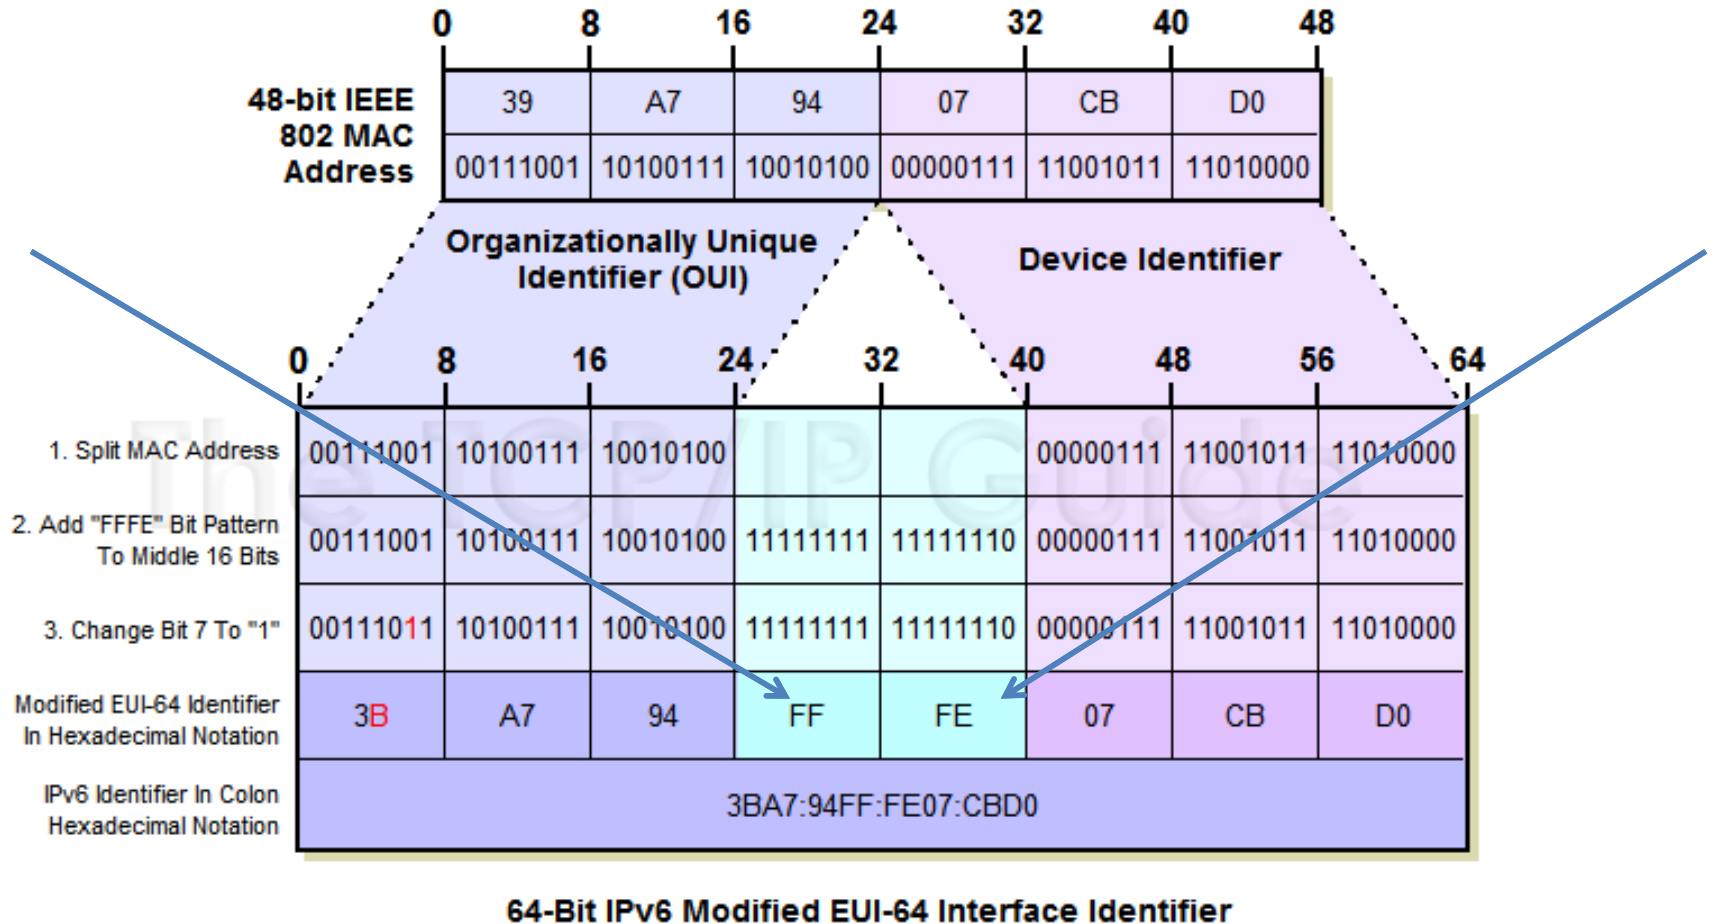 0 8 16 24 32 40 48
48-bit IEEE
802 MAC
Address
39 A7 94 07 CB D0
00111001 10100111 10010100 00000111 11001011 11010000
Organizationally Unique
Identifier (OUI)
Device Identifier
0 8 16 24 32 40 48 56 64
The TCP/IP Guide
1. Split MAC Address 00111001 10100111 10010100 00000111 11001011 11010000
2. Add "FFFE" Bit Pattern
To Middle 16 Bits
00111001 10100111 10010100 11111111 11111110 00000111 11001011 11010000
3. Change Bit 7 To "1" 00111011 10100111 10010100 11111111 11111110 00000111 11001011 11010000
Modified EUI-64 Identifier
In Hexadecimal Notation
3B A7 94 FF FE 07 CB D0
IPv6 Identifier In Colon
Hexadecimal Notation
3BA7:94FF:FE07:CBD0
64-Bit IPv6 Modified EUI-64 Interface Identifier